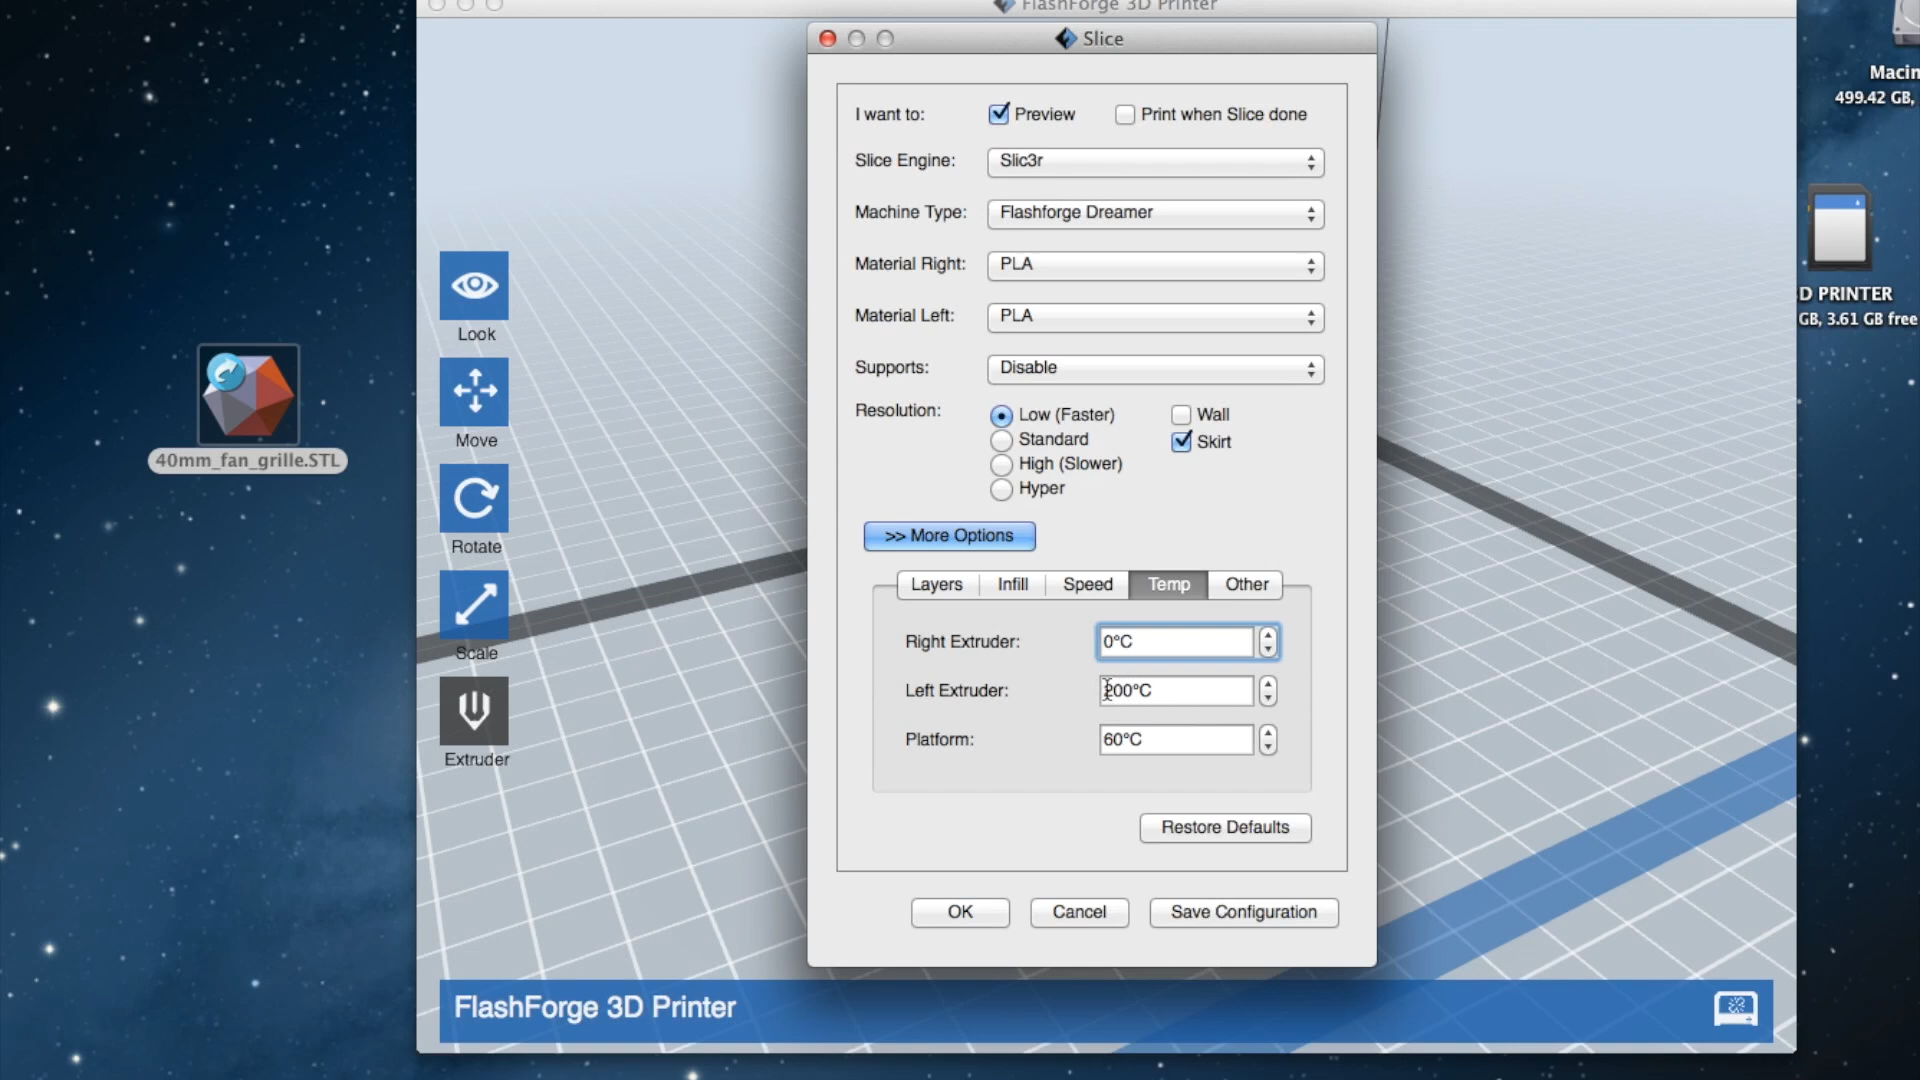 FlashForge 3D Printer
Slice
I want to: Preview Print when Slice done
Slice Engine: Slic3r
Machine Type: Flashforge Dreamer
Material Right: PLA
Material Left: PLA
Supports: Disable
Resolution: Low (Faster) Wall
Standard Skirt
High (Slower)
Hyper
>> More Options
Layers Infill Speed Temp Other
Right Extruder: 0°C
Left Extruder: 200°C
Platform: 60°C
Restore Defaults
OK Cancel Save Configuration
Look
Move
Rotate
Scale
Extruder
FlashForge 3D Printer
40mm_fan_grille.STL
Macin
499.42 GB,
D PRINTER
GB, 3.61 GB free